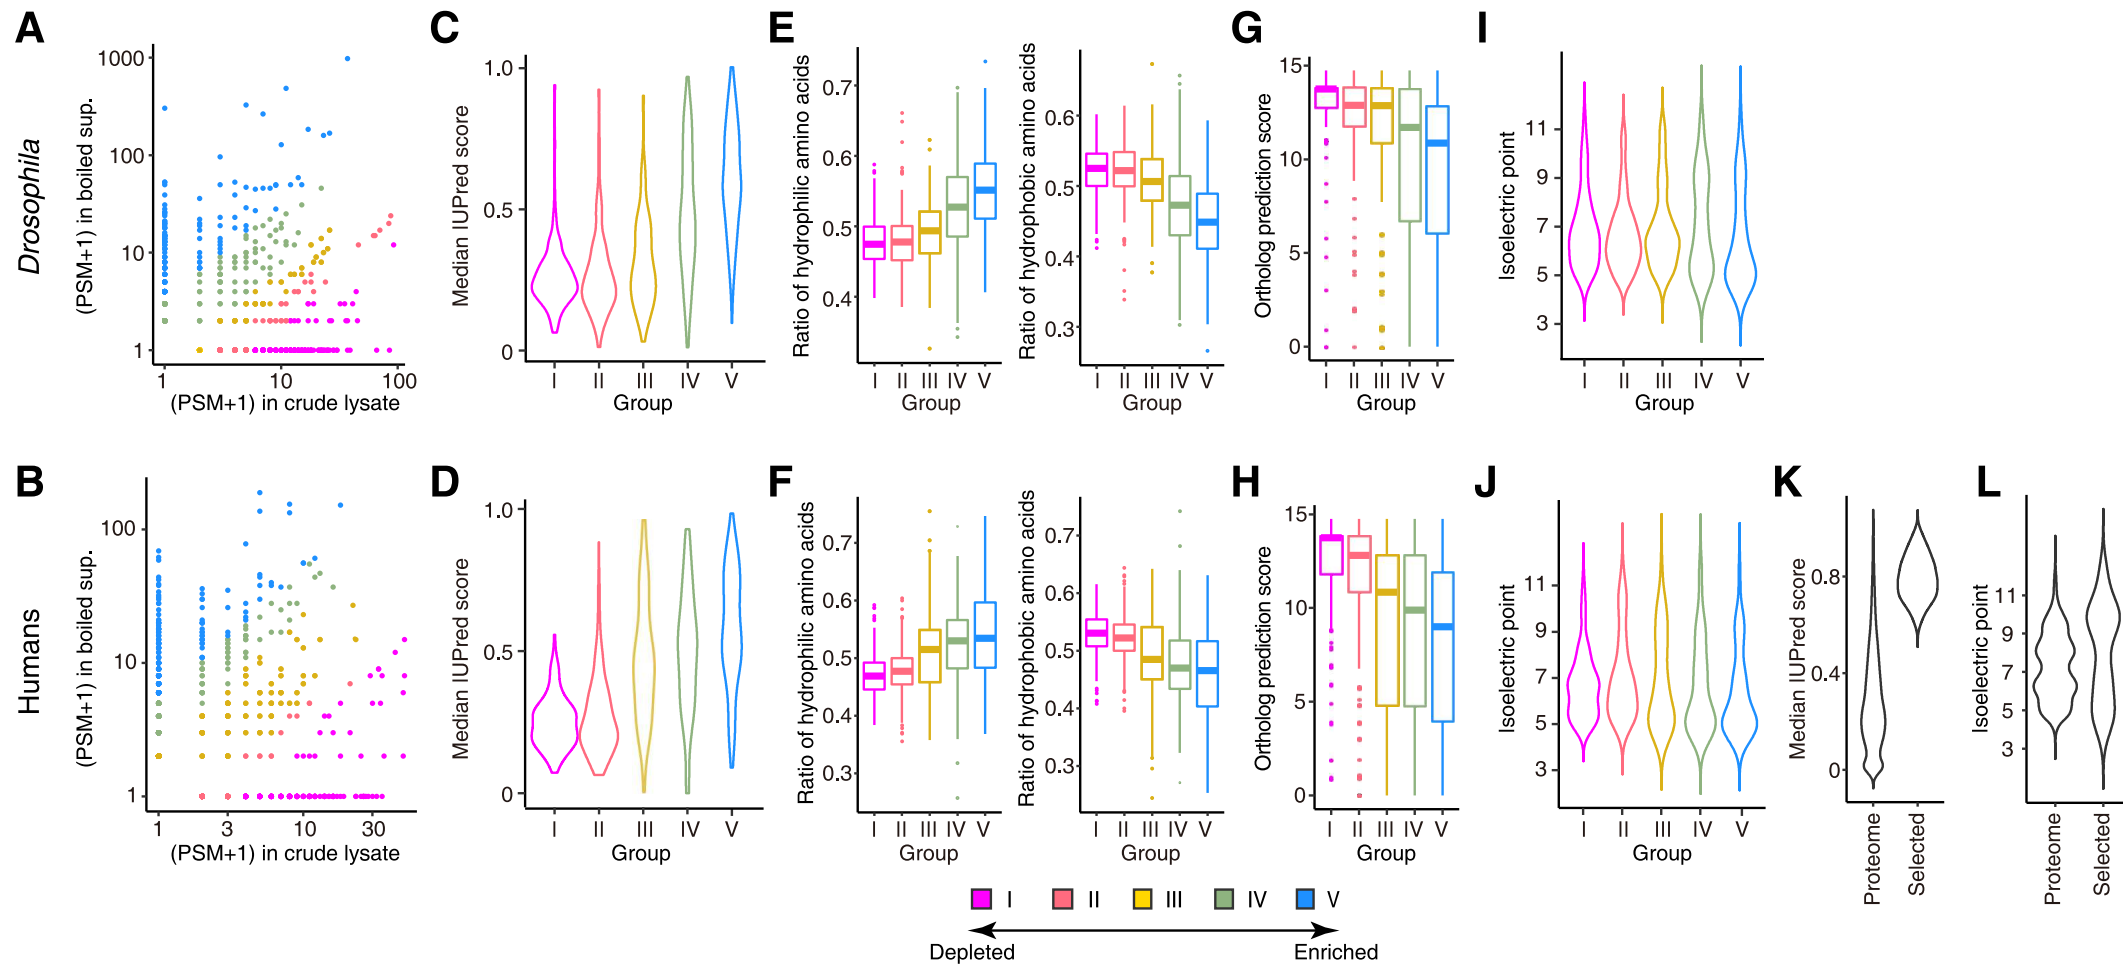 A
Drosophila
(PSM+1) in boiled sup.
1000
100
10
1
1 10 100
(PSM+1) in crude lysate
C
Median IUPred score
1.0
0.5
0
I II III IV V
Group
E
Ratio of hydrophilic amino acids
0.7
0.6
0.5
0.4
I II III IV V
Group
Ratio of hydrophobic amino acids
0.6
0.5
0.4
0.3
I II III IV V
Group
G
Ortholog prediction score
15
10
5
0
I II III IV V
Group
I
Isoelectric point
11
9
7
5
3
I II III IV V
Group
B
Humans
(PSM+1) in boiled sup.
100
10
1
1 3 10 30
(PSM+1) in crude lysate
D
Median IUPred score
1.0
0.5
0
I II III IV V
Group
F
Ratio of hydrophilic amino acids
0.7
0.6
0.5
0.4
0.3
I II III IV V
Group
Ratio of hydrophobic amino acids
0.7
0.6
0.5
0.4
0.3
I II III IV V
Group
H
Ortholog prediction score
15
10
5
0
I II III IV V
Group
J
Isoelectric point
11
9
7
5
3
I II III IV V
Group
K
Median IUPred score
0.8
0.4
0
Proteome
Selected
L
Isoelectric point
11
9
7
5
3
Proteome
Selected
I II III IV V
Depleted Enriched